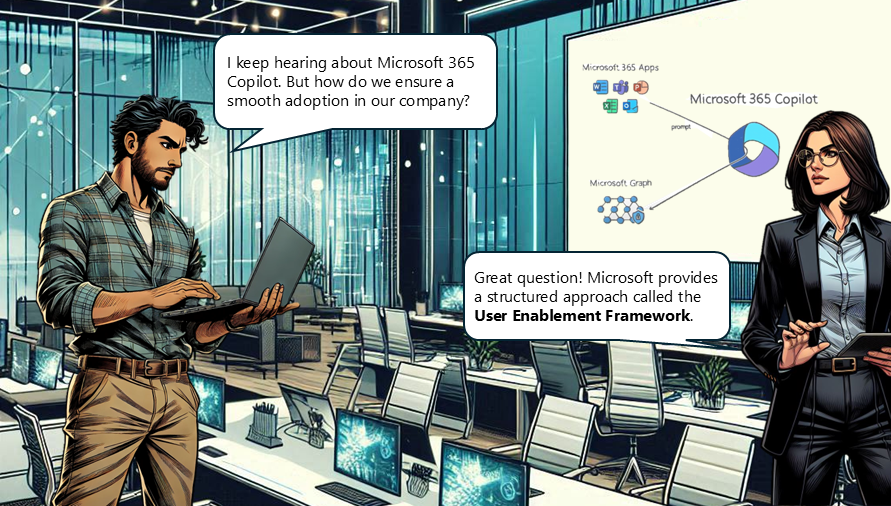 I keep hearing about Microsoft 365
Copilot. But how do we ensure a
smooth adoption in our company?
Microsoft 365 Apps
Microsoft 365 Copilot
prompt
Microsoft Graph
Great question! Microsoft provides
a structured approach called the
User Enablement Framework.